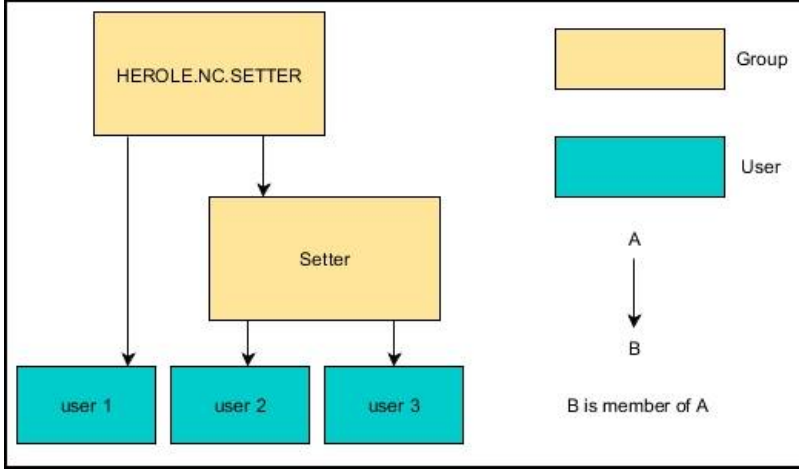 HEROLE.NC.SETTER
Setter
user 1
user 2
user 3
Group
User
A
B
B is member of A